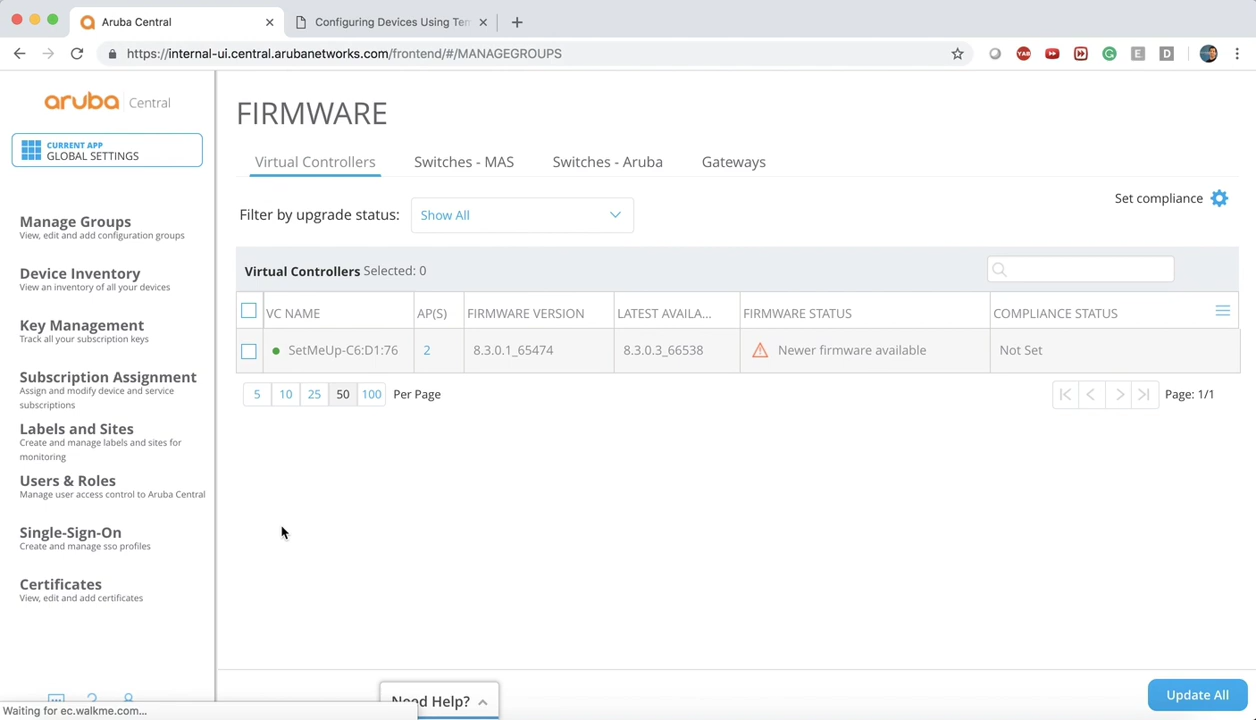 Aruba Central
Configuring Devices Using Ten
https://internal-ui.central.arubanetworks.com/frontend/#/MANAGEGROUPS
YAB
E
D
aruba Central
CURRENT APP
GLOBAL SETTINGS
Manage Groups
View, edit and add configuration groups
Device Inventory
View an inventory of all your devices
Key Management
Track all your subscription keys
Subscription Assignment
Assign and modify device and service
subscriptions
Labels and Sites
Create and manage labels and sites for
monitoring
Users & Roles
Manage user access control to Aruba Central
Single-Sign-On
Create and manage sso profiles
Certificates
View, edit and add certificates
Waiting for ec.walkme.com...
FIRMWARE
Virtual Controllers Switches - MAS Switches - Aruba Gateways
Set compliance
Filter by upgrade status: Show All
Virtual Controllers Selected: 0
VC NAME AP(S) FIRMWARE VERSION LATEST AVAILA... FIRMWARE STATUS COMPLIANCE STATUS
SetMeUp-C6:D1:76 2 8.3.0.1_65474 8.3.0.3_66538 Newer firmware available Not Set
5 10 25 50 100 Per Page Page: 1/1
Need Help?
Update All